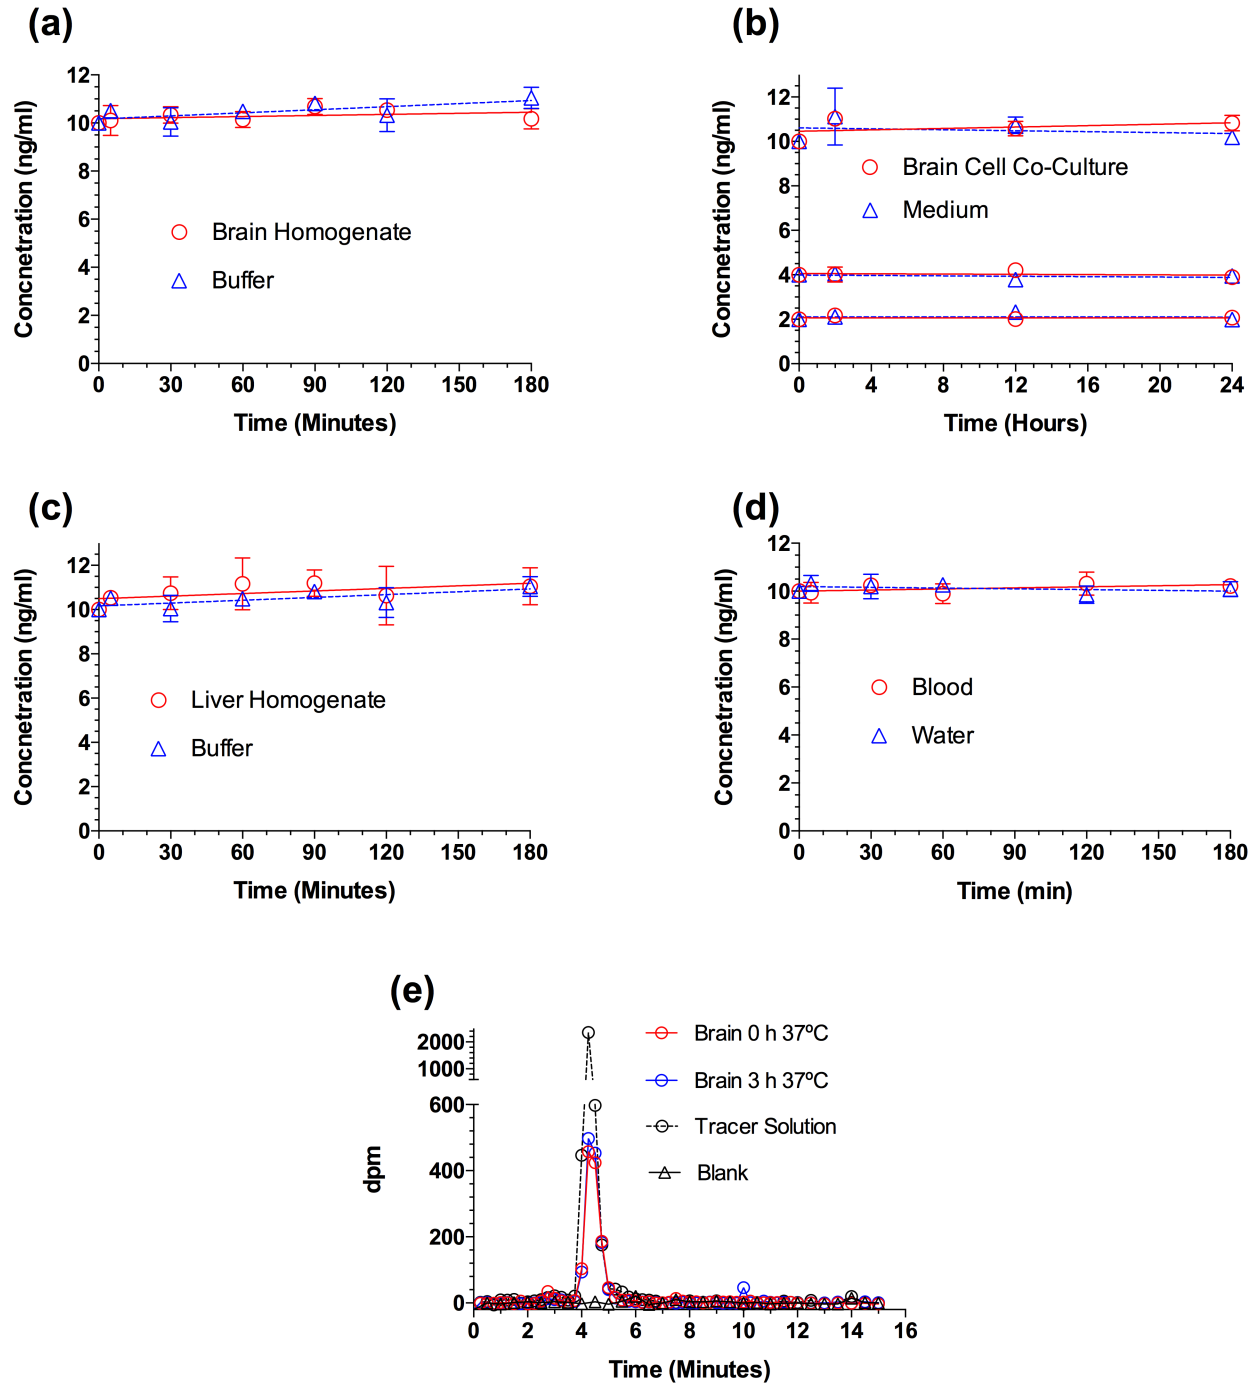 (a)
Concnetration (ng/ml)
12
10
8
6
4
2
0
Brain Homogenate
Buffer
0 30 60 90 120 150 180
Time (Minutes)
(b)
Concnetration (ng/ml)
12
10
8
6
4
2
0
Brain Cell Co-Culture
Medium
0 4 8 12 16 20 24
Time (Hours)
(c)
Concnetration (ng/ml)
12
10
8
6
4
2
0
Liver Homogenate
Buffer
0 30 60 90 120 150 180
Time (Minutes)
(d)
Concnetration (ng/ml)
12
10
8
6
4
2
0
Blood
Water
0 30 60 90 120 150 180
Time (min)
(e)
dpm
2000
1000
600
400
200
0
Brain 0 h 37ºC
Brain 3 h 37ºC
Tracer Solution
Blank
0 2 4 6 8 10 12 14 16
Time (Minutes)